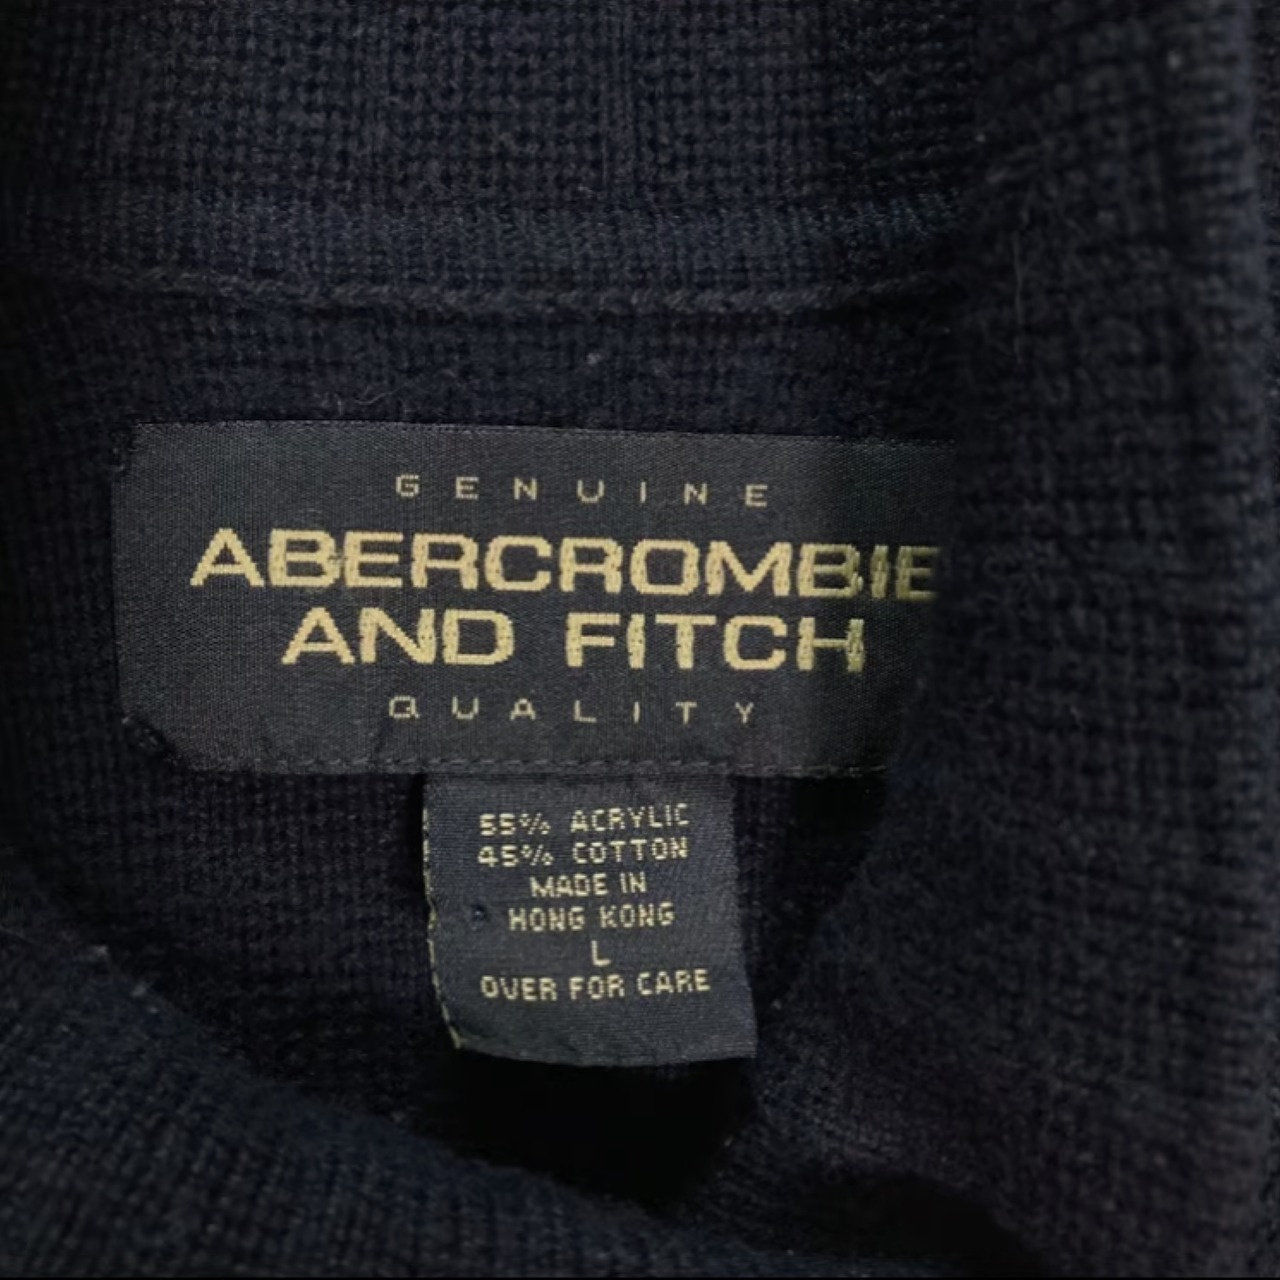 GENUINE
ABERCROMBIE
AND FITCH
QUALITY
55% ACRYLIC
45% COTTON
MADE IN
HONG KONG
L
OVER FOR CARE